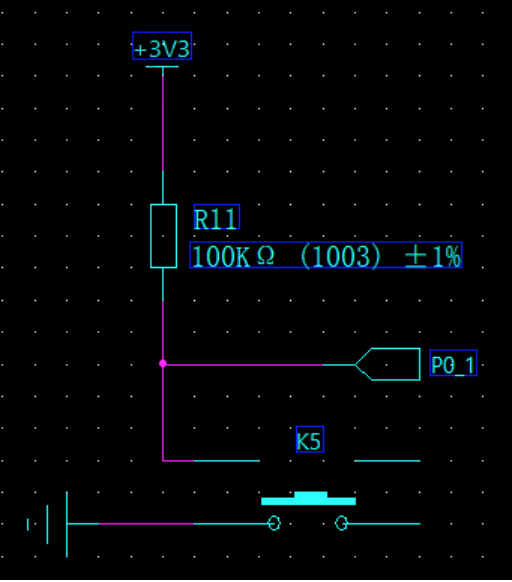 +3V3
R11
100KΩ (1003) ±1%
P0_1
K5